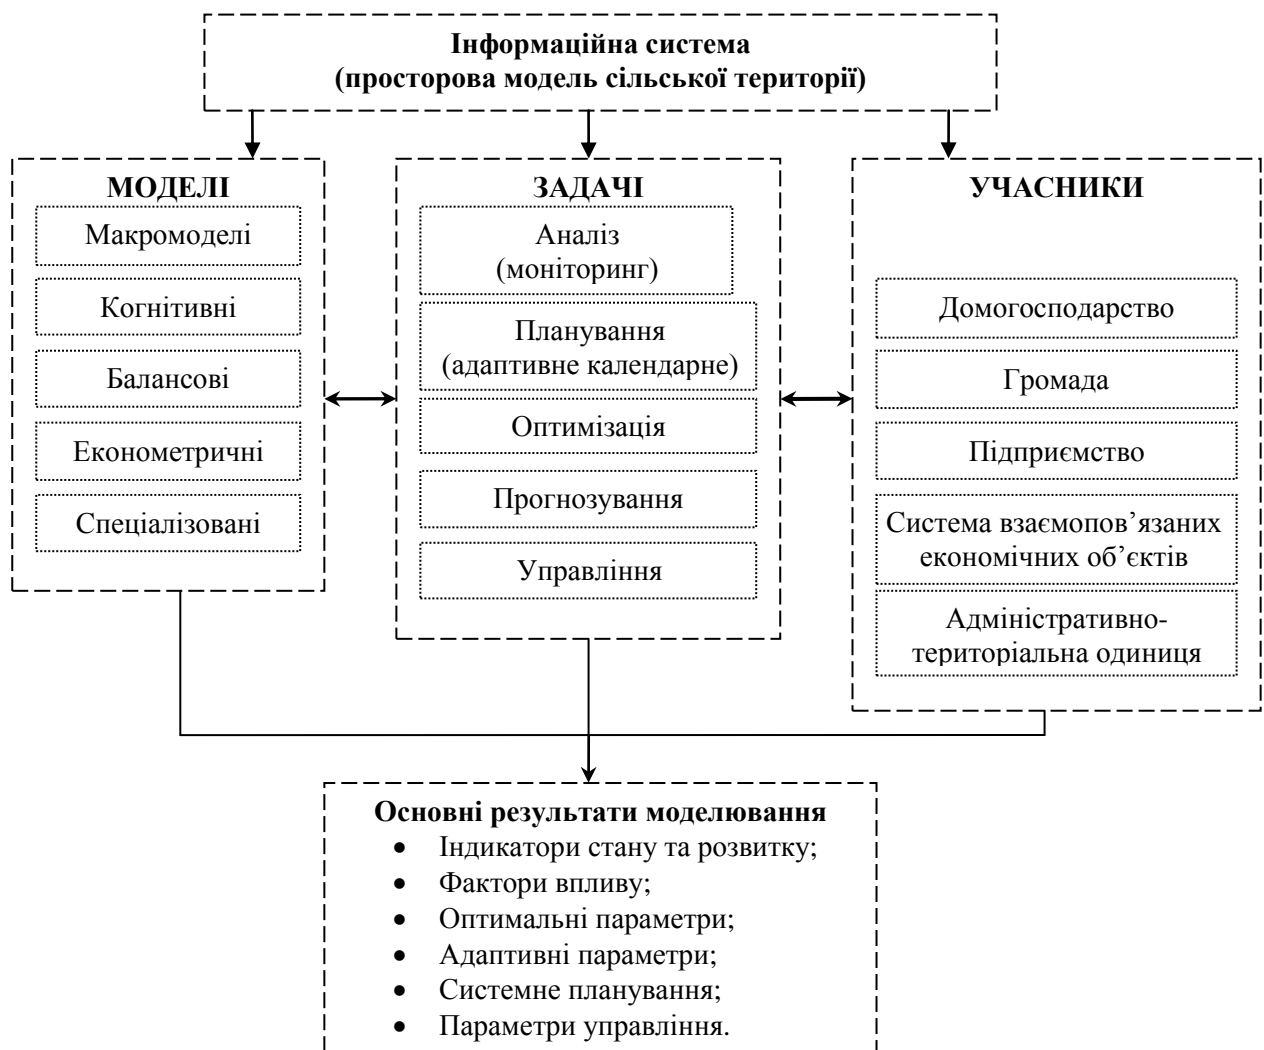 Інформаційна система
(просторова модель сільської території)
МОДЕЛІ
Макромоделі
Когнітивні
Балансові
Економетричні
Спеціалізовані
ЗАДАЧІ
Аналіз
(моніторинг)
Планування
(адаптивне календарне)
Оптимізація
Прогнозування
Управління
УЧАСНИКИ
Домогосподарство
Громада
Підприємство
Система взаємопов’язаних
економічних об’єктів
Адміністративно-
територіальна одиниця
Основні результати моделювання
• Індикатори стану та розвитку;
• Фактори впливу;
• Оптимальні параметри;
• Адаптивні параметри;
• Системне планування;
• Параметри управління.